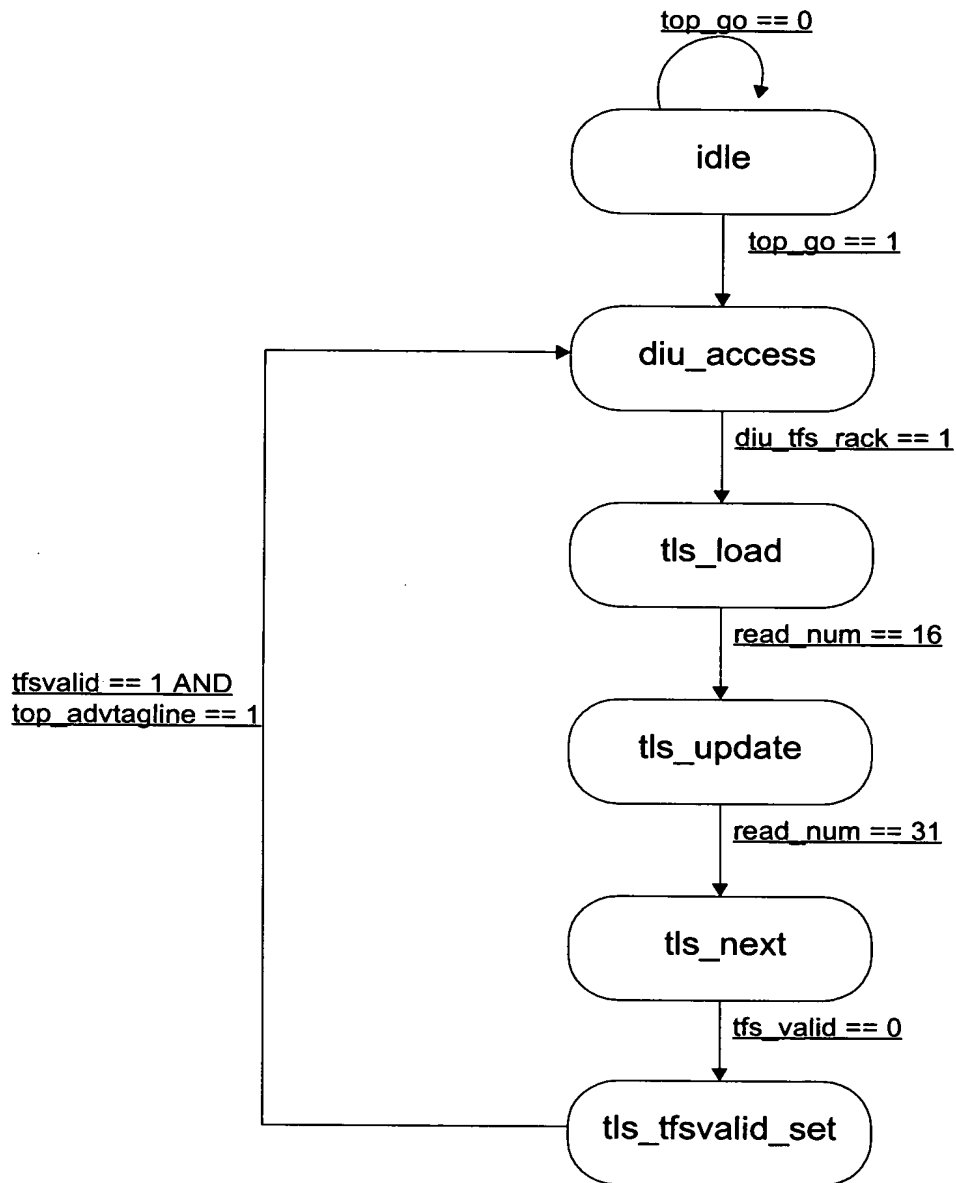 top_go == 0
idle
top_go == 1
diu_access
diu_tfs_rack == 1
tls_load
read_num == 16
tfsvalid == 1 AND
top_advtagline == 1
tls_update
read_num == 31
tls_next
tfs_valid == 0
tls_tfsvalid_set